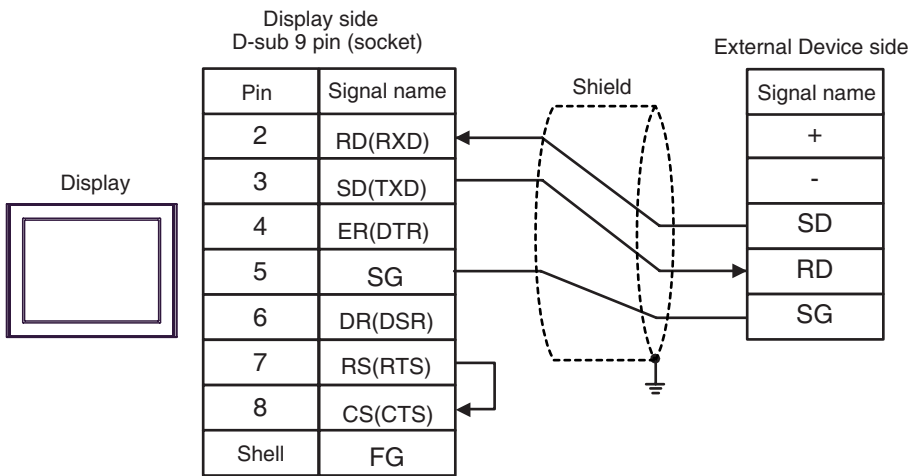 Display side
D-sub 9 pin (socket)
External Device side
Shield
Display
Pin Signal name
2 RD(RXD)
3 SD(TXD)
4 ER(DTR)
5 SG
6 DR(DSR)
7 RS(RTS)
8 CS(CTS)
Shell FG
Signal name
+
-
SD
RD
SG